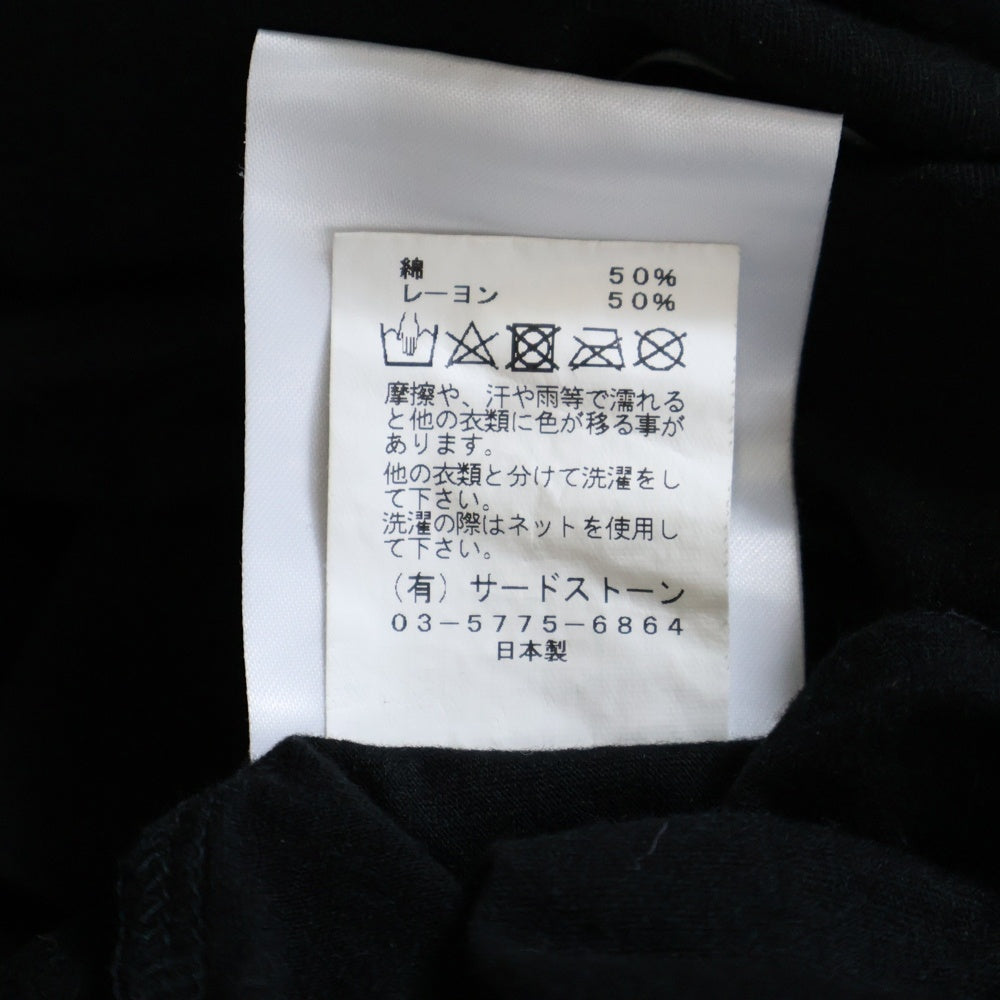 綿 50%
レーヨン 50%
摩擦や、汗や雨等で濡れる
と他の衣類に色が移る事が
あります。
他の衣類と分けて洗濯をし
て下さい。
洗濯の際はネットを使用し
て下さい。
(有)サードストーン
03-5775-6864
日本製